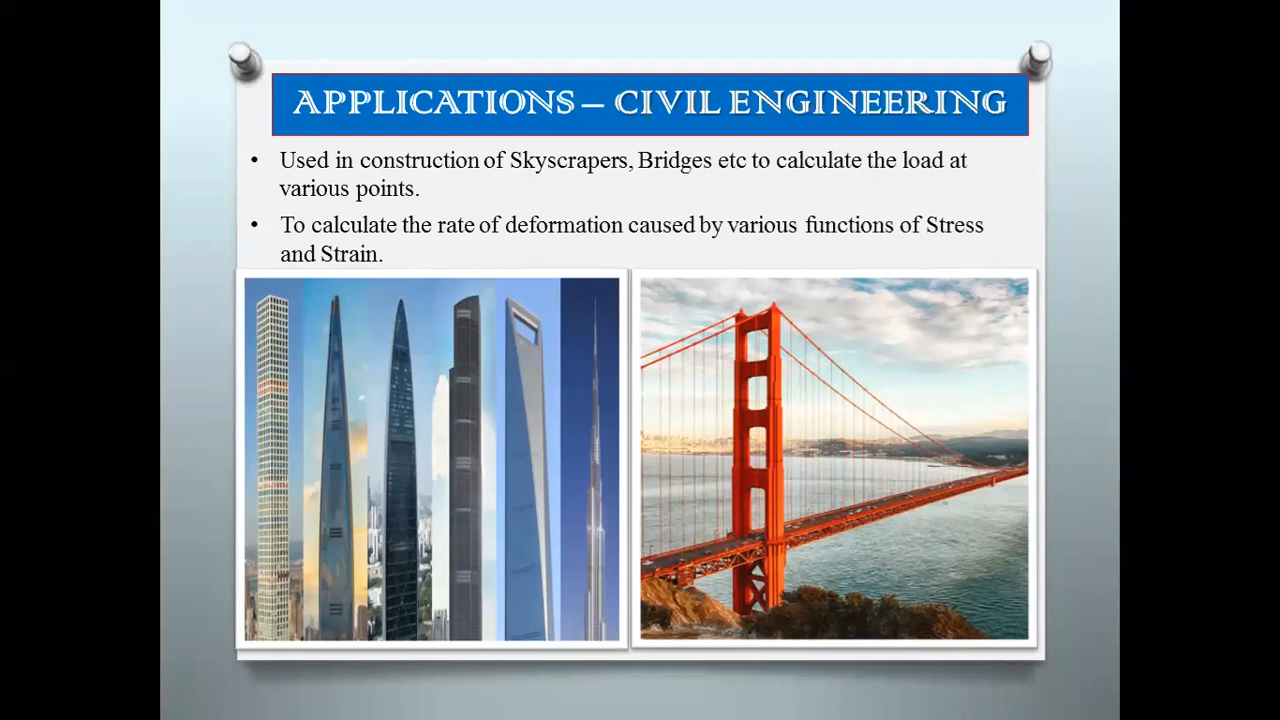 APPLICATIONS – CIVIL ENGINEERING
• Used in construction of Skyscrapers, Bridges etc to calculate the load at
various points.
• To calculate the rate of deformation caused by various functions of Stress
and Strain.